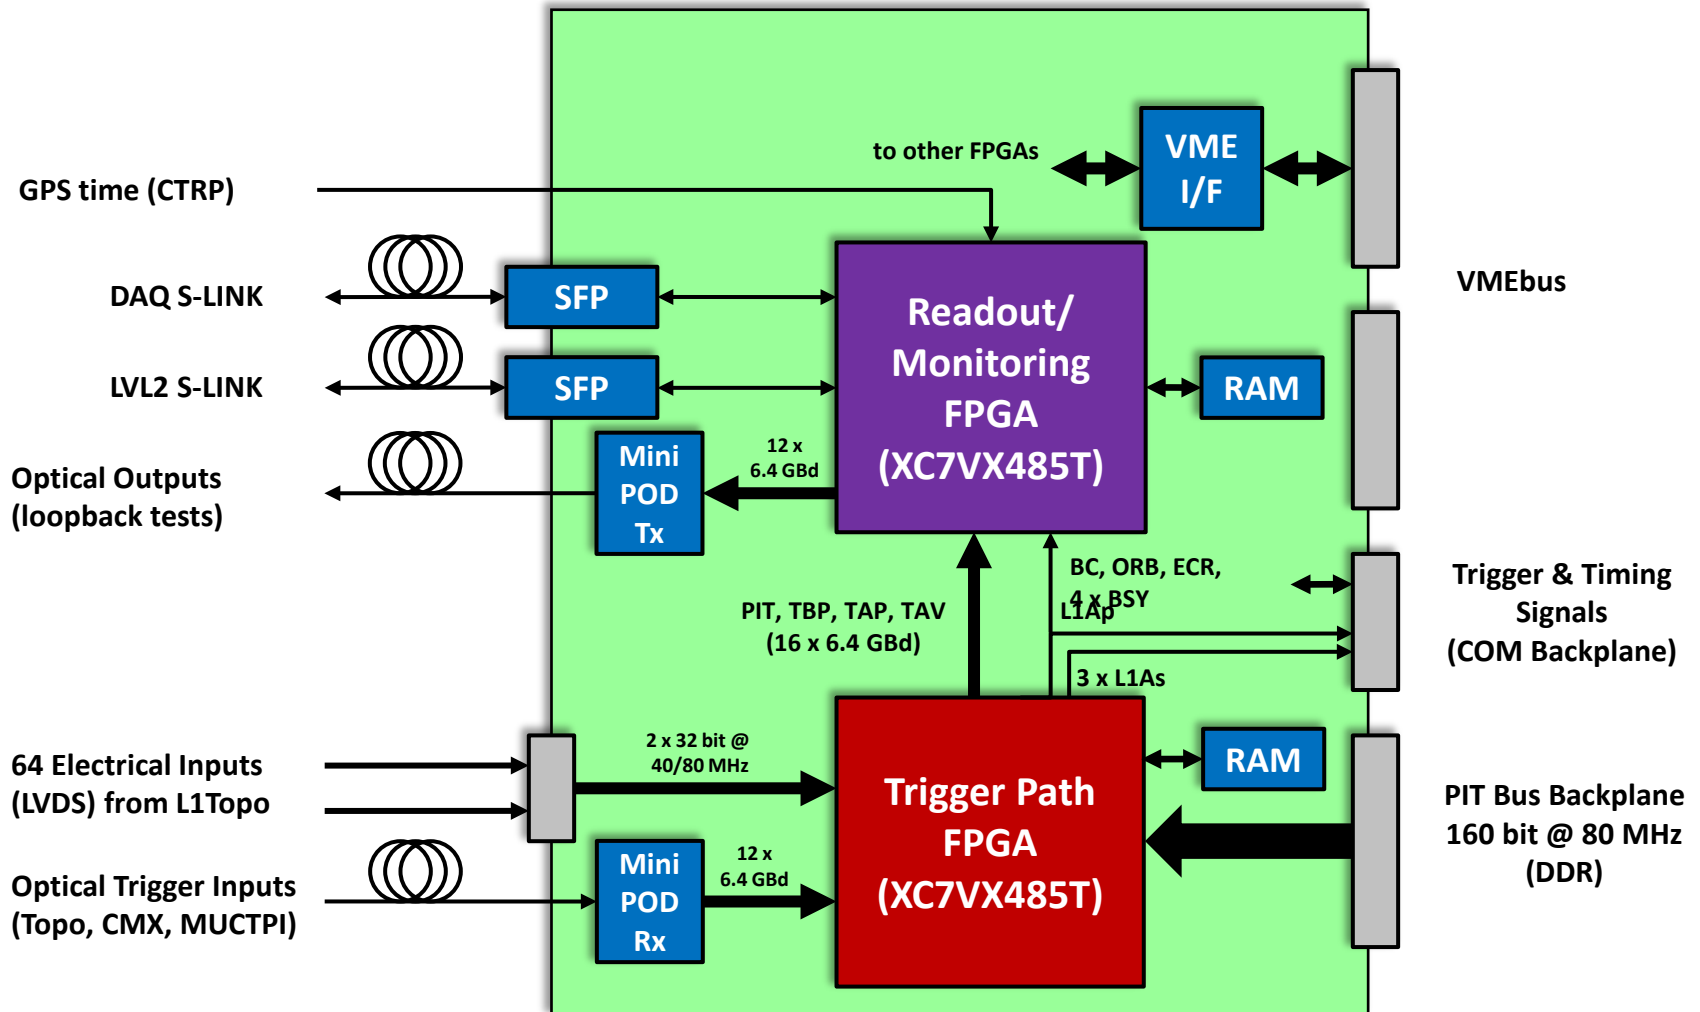 to other FPGAs
VME
I/F
GPS time (CTRP)
VMEbus
DAQ S-LINK
SFP
Readout/
Monitoring
FPGA
(XC7VX485T)
LVL2 S-LINK
SFP
RAM
Optical Outputs
(loopback tests)
Mini
POD
Tx
12 x
6.4 GBd
BC, ORB, ECR,
4 x BSY
L1Ap
Trigger & Timing
Signals
(COM Backplane)
PIT, TBP, TAP, TAV
(16 x 6.4 GBd)
3 x L1As
64 Electrical Inputs
(LVDS) from L1Topo
2 x 32 bit @
40/80 MHz
Trigger Path
FPGA
(XC7VX485T)
RAM
PIT Bus Backplane
160 bit @ 80 MHz
(DDR)
Optical Trigger Inputs
(Topo, CMX, MUCTPI)
Mini
POD
Rx
12 x
6.4 GBd